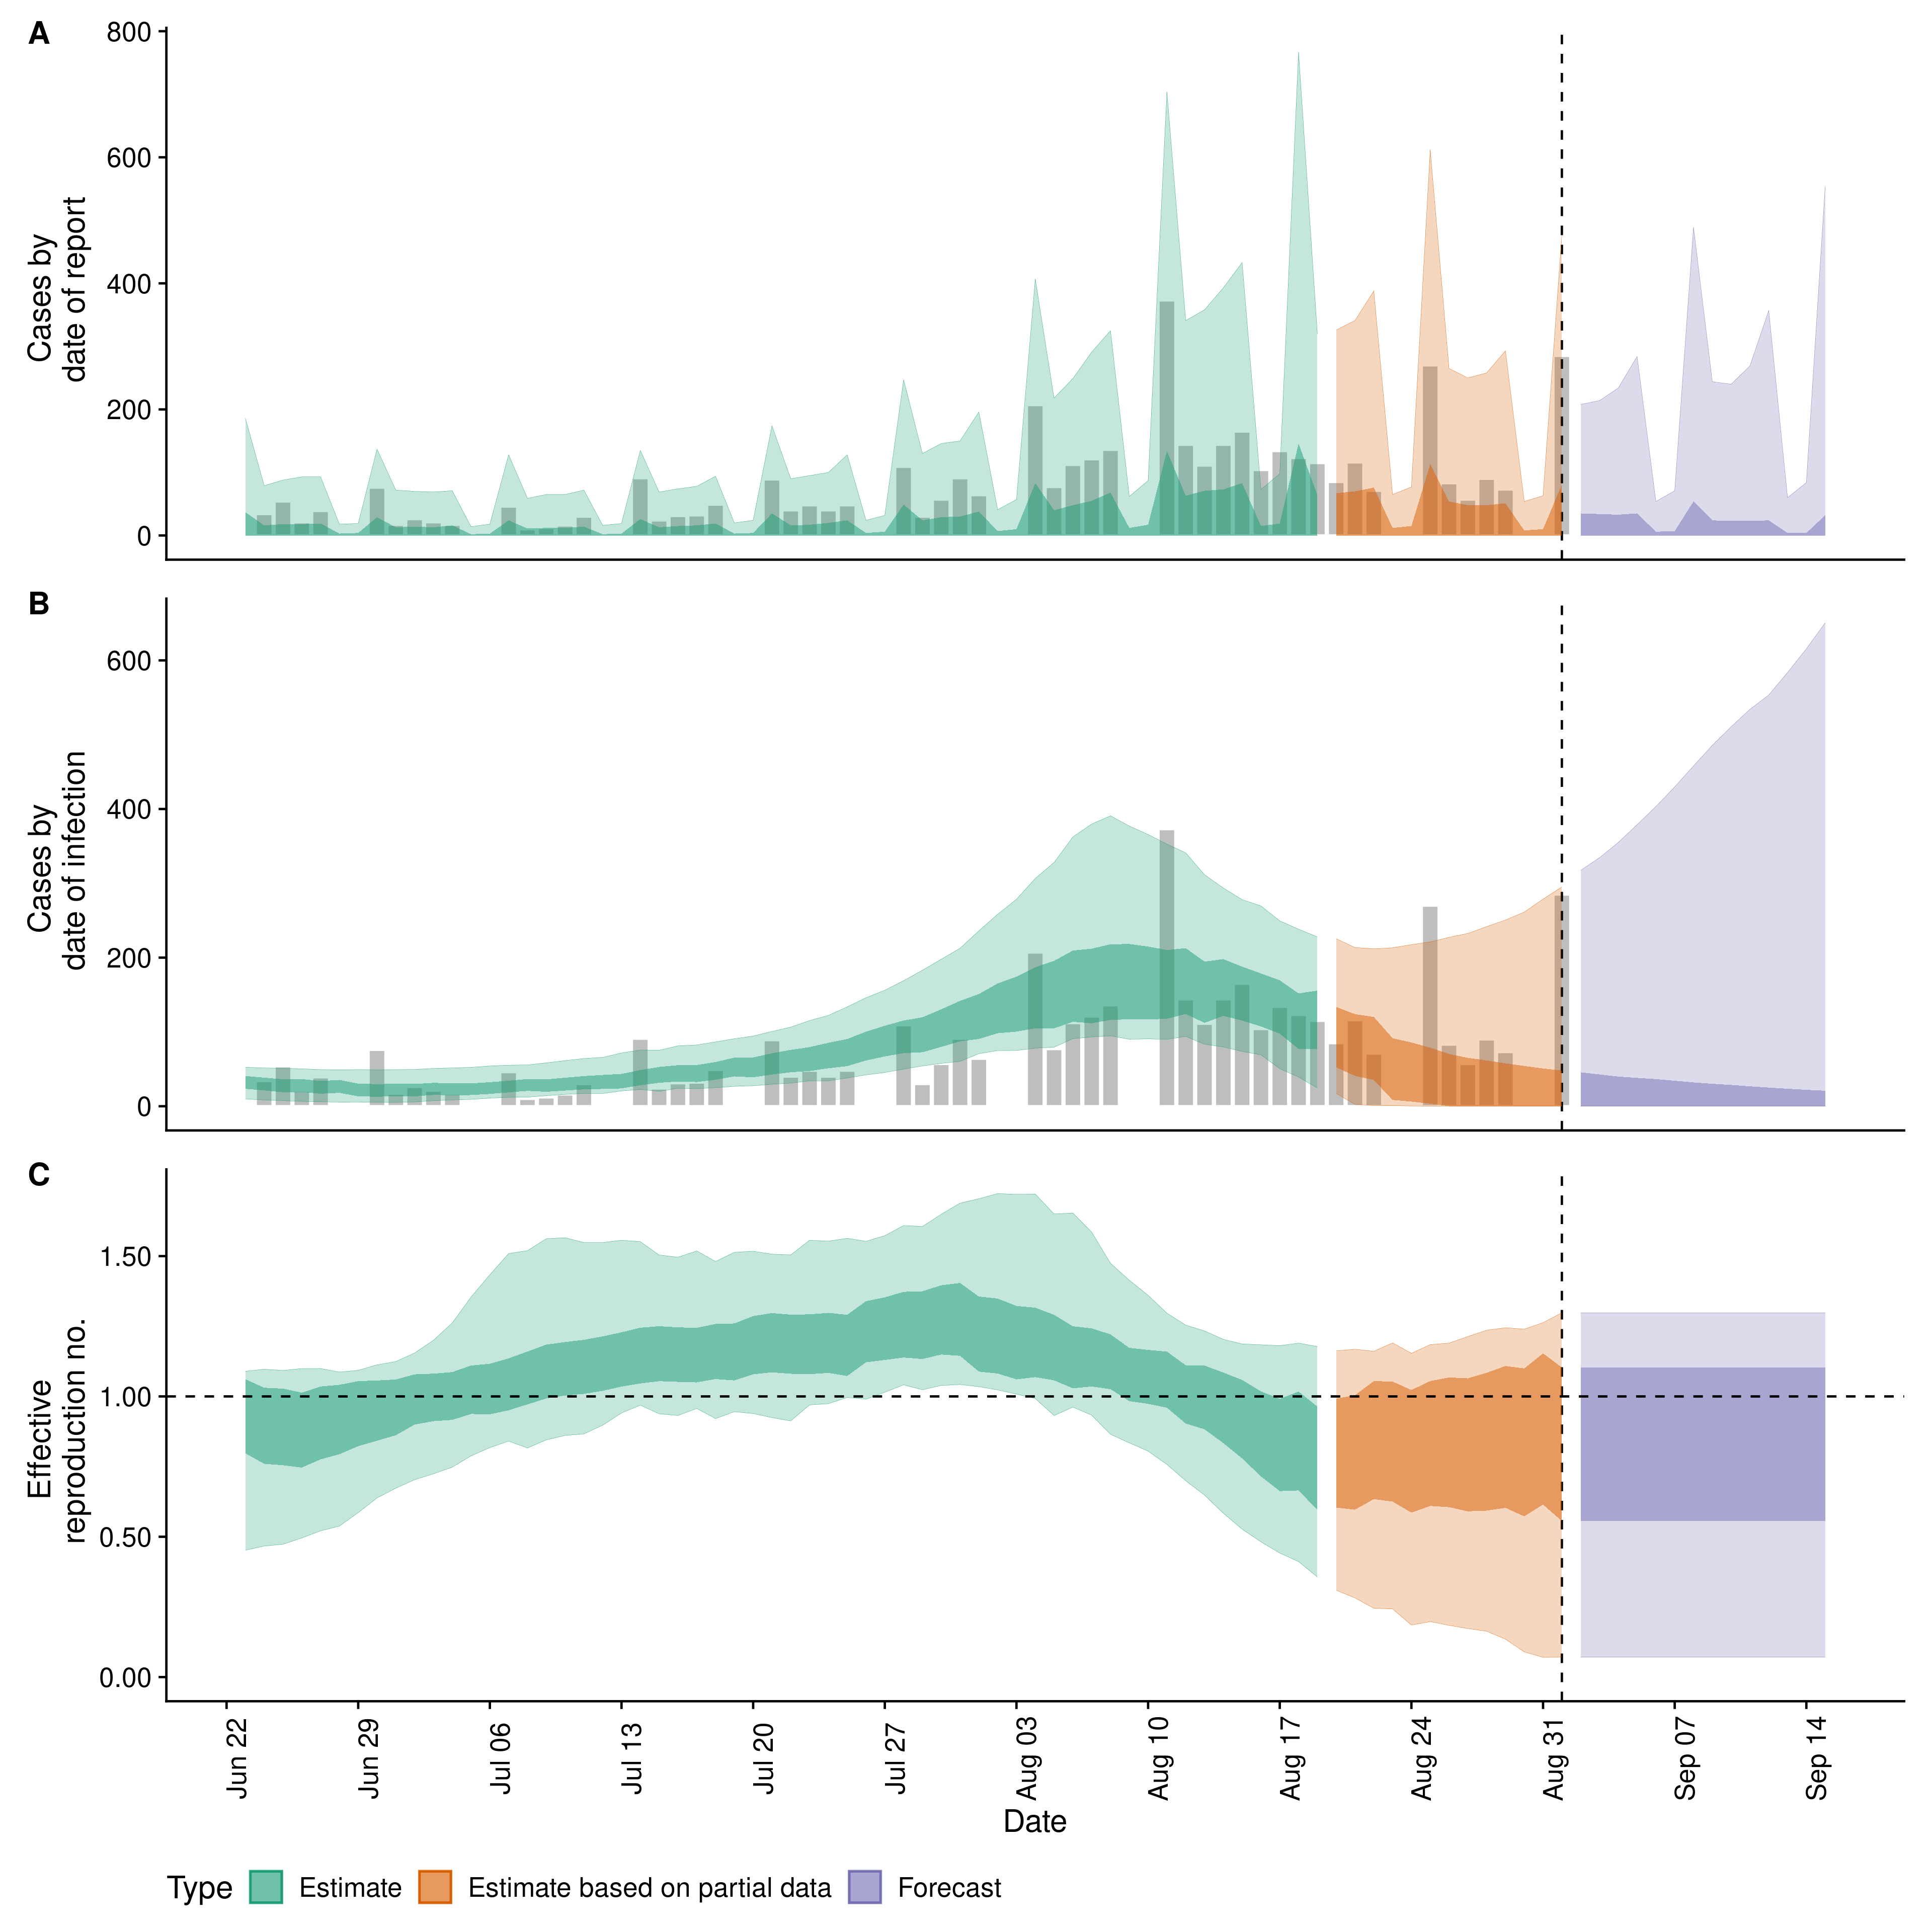 A
Cases by
date of report
800
600
400
200
0
B
Cases by
date of infection
600
400
200
0
C
Effective
reproduction no.
1.50
1.00
0.50
0.00
Jun 22
Jun 29
Jul 06
Jul 13
Jul 20
Jul 27
Aug 03
Aug 10
Aug 17
Aug 24
Aug 31
Sep 07
Sep 14
Date
Type Estimate Estimate based on partial data Forecast